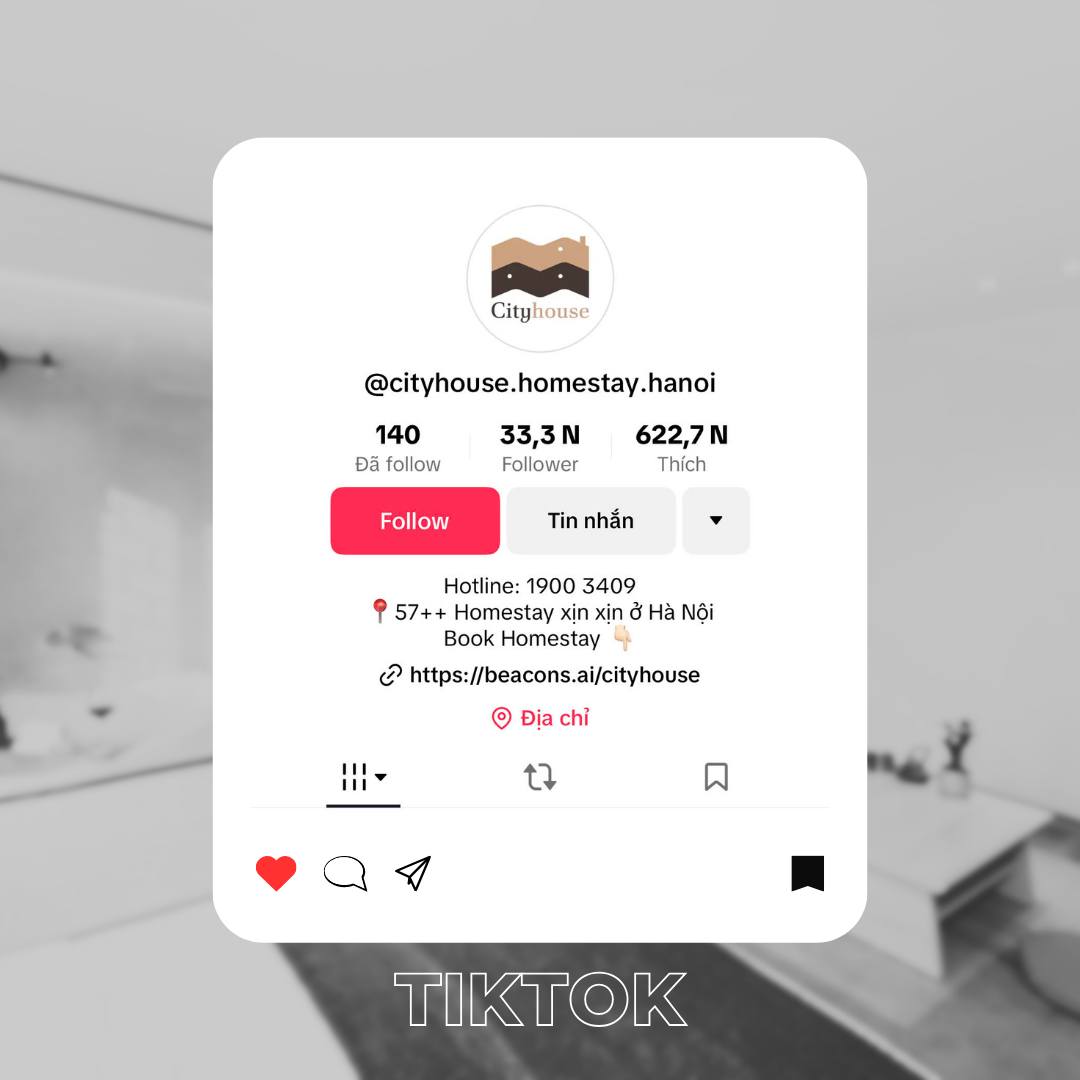 Cityhouse
@cityhouse.homestay.hanoi
140 33,3 N 622,7 N
Đã follow Follower Thích
Follow Tin nhắn
Hotline: 1900 3409
📍57++ Homestay xịn xịn ở Hà Nội
Book Homestay 👇🏻
https://beacons.ai/cityhouse
Địa chỉ
TIKTOK